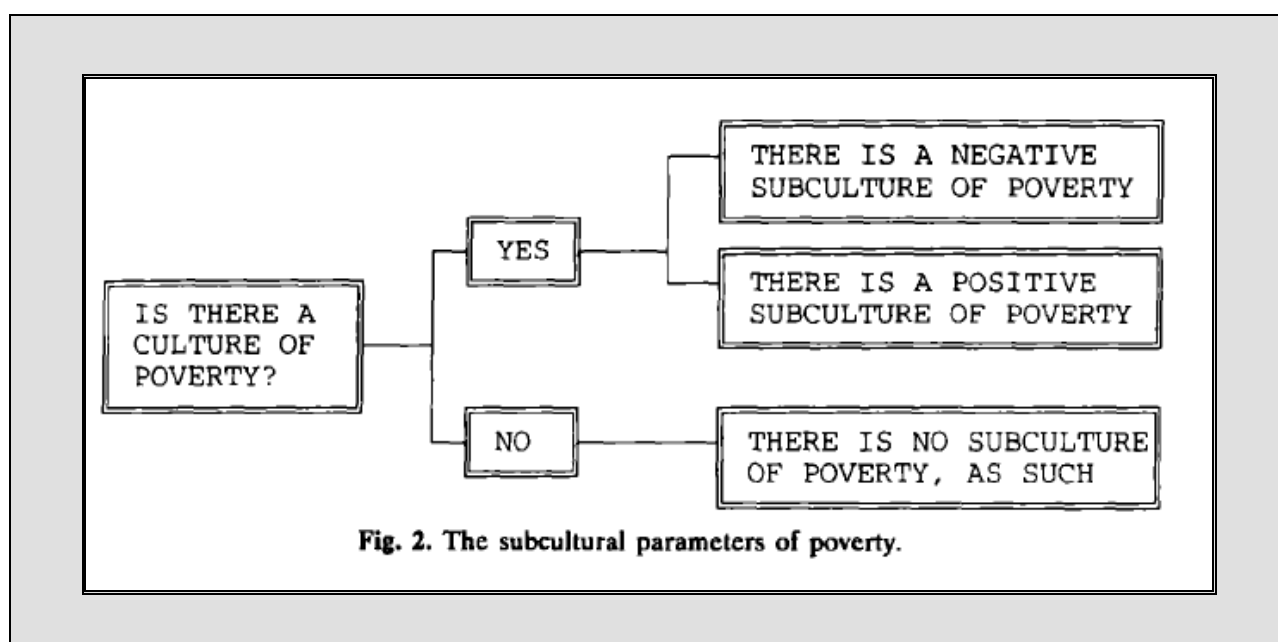 IS THERE A
CULTURE OF
POVERTY?
YES
THERE IS A NEGATIVE
SUBCULTURE OF POVERTY
THERE IS A POSITIVE
SUBCULTURE OF POVERTY
NO
THERE IS NO SUBCULTURE
OF POVERTY, AS SUCH
Fig. 2. The subcultural parameters of poverty.